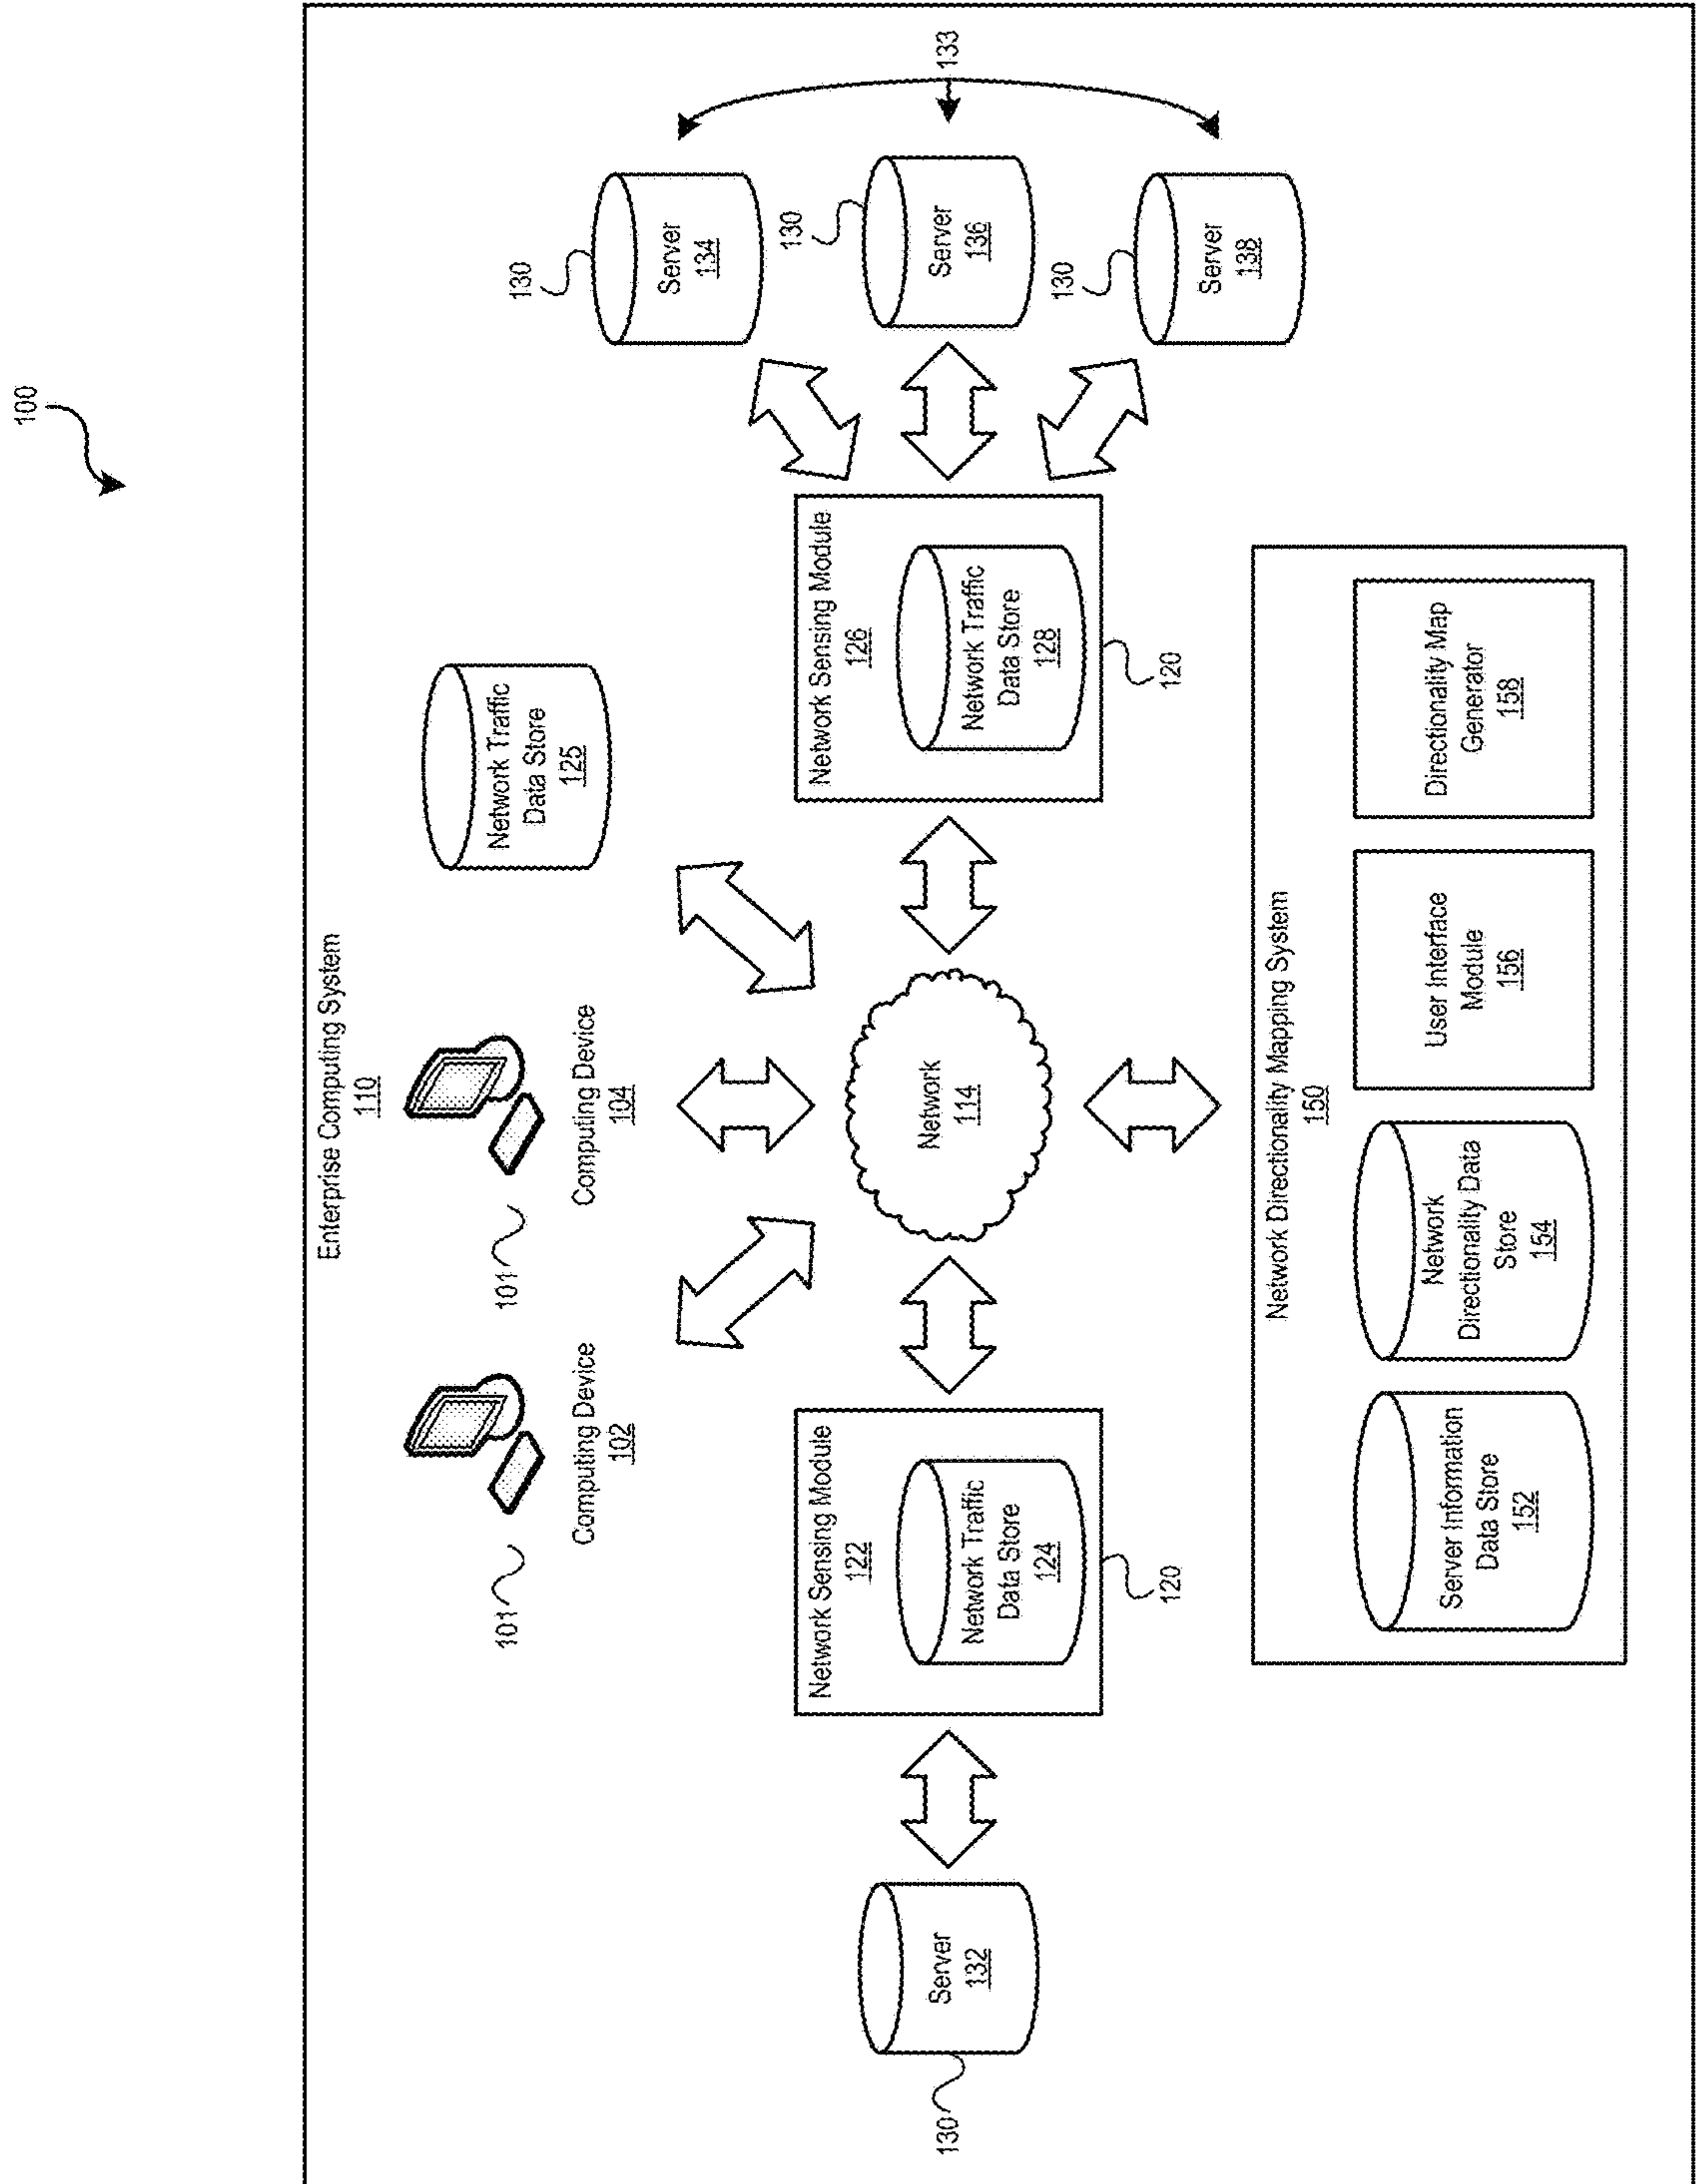 100
Enterprise Computing System
110
101
Computing Device
102
101
Computing Device
104
Network Traffic
Data Store
125
130
Server
132
Network Sensing Module
122
Network Traffic
Data Store
124
120
Network
114
Network Sensing Module
126
Network Traffic
Data Store
128
120
130
Server
134
130
Server
136
130
Server
138
133
Network Directionality Mapping System
150
Server Information
Data Store
152
Network
Directionality Data
Store
154
User Interface
Module
156
Directionality Map
Generator
158